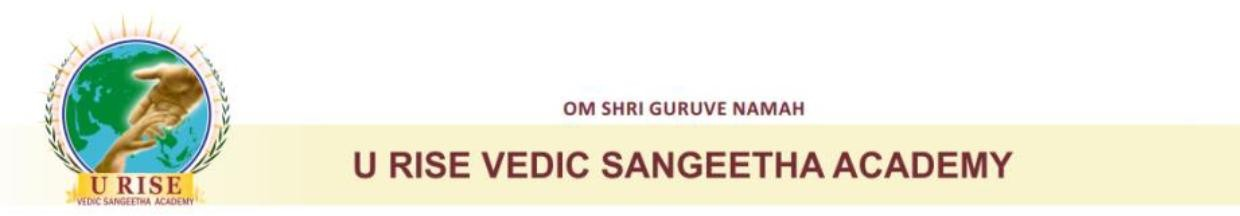 OM SHRI GURUVE NAMAH
U RISE VEDIC SANGEETHA ACADEMY
U RISE
VEDIC SANGEETHA ACADEMY